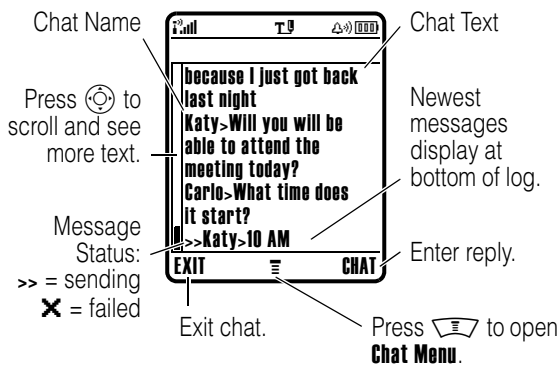 Chat Name
Chat Text
Press to
scroll and see
more text.
because I just got back
last night
Katy>Will you will be
able to attend the
meeting today?
Carlo>What time does
it start?
>>Katy>10 AM
Newest
messages
display at
bottom of log.
Message
Status:
>> = sending
X = failed
EXIT
CHAT
Enter reply.
Exit chat.
Press to open
Chat Menu.